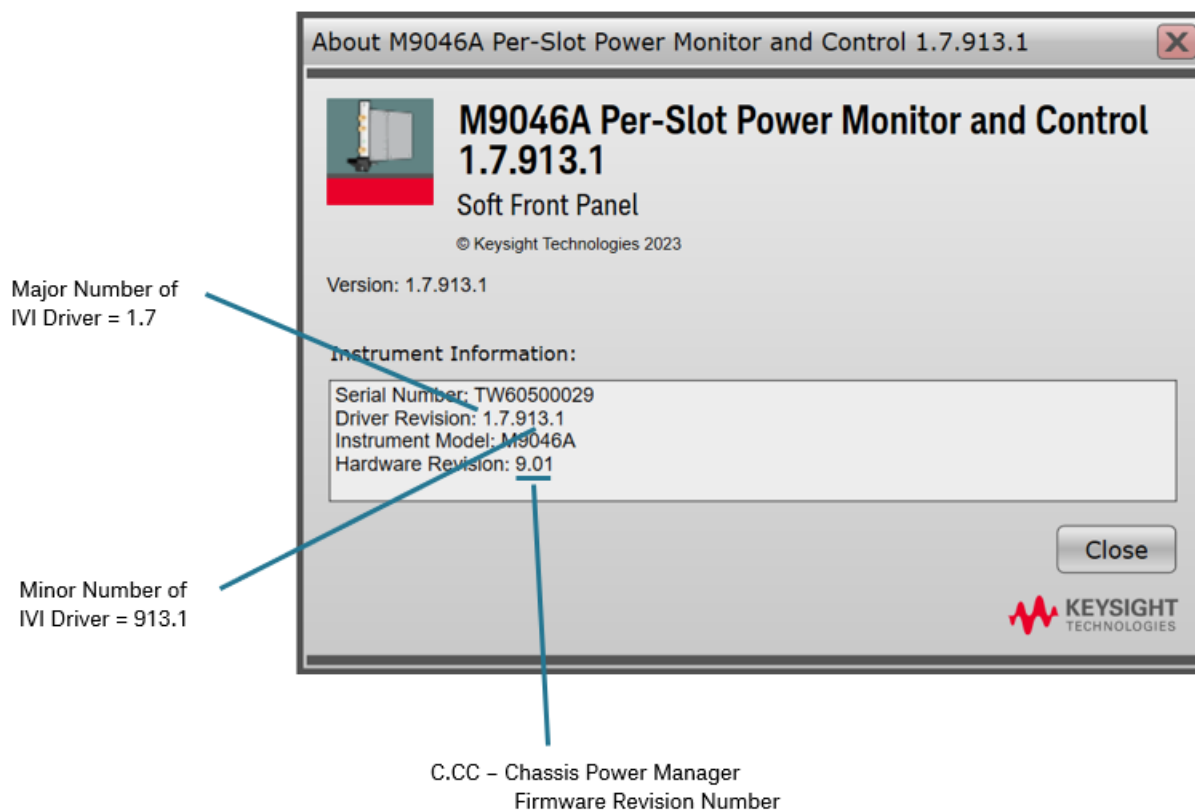 About M9046A Per-Slot Power Monitor and Control 1.7.913.1
M9046A Per-Slot Power Monitor and Control
1.7.913.1
Soft Front Panel
© Keysight Technologies 2023
Version: 1.7.913.1
Major Number of
IVI Driver = 1.7
Instrument Information:
Serial Number: TW60500029
Driver Revision: 1.7.913.1
Instrument Model: M9046A
Hardware Revision: 9.01
Close
Minor Number of
IVI Driver = 913.1
KEYSIGHT
TECHNOLOGIES
C.CC – Chassis Power Manager
Firmware Revision Number